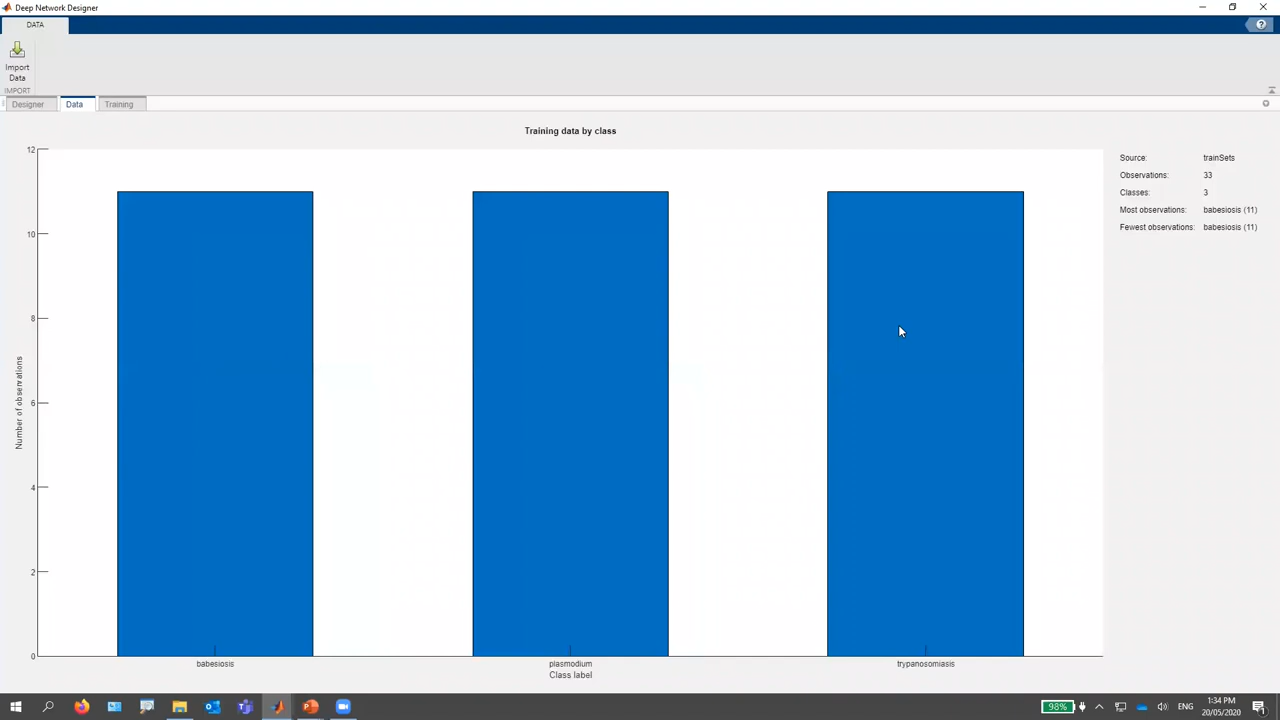 Deep Network Designer
DATA
?
Import
Data
IMPORT
Designer
Data
Training
Training data by class
12
10
8
6
4
2
0
Number of observations
babesiosis
plasmodium
trypanosomiasis
Class label
Source: trainSets
Observations: 33
Classes: 3
Most observations: babesiosis (11)
Fewest observations: babesiosis (11)
98%
ENG
1:34 PM
20/05/2020
1